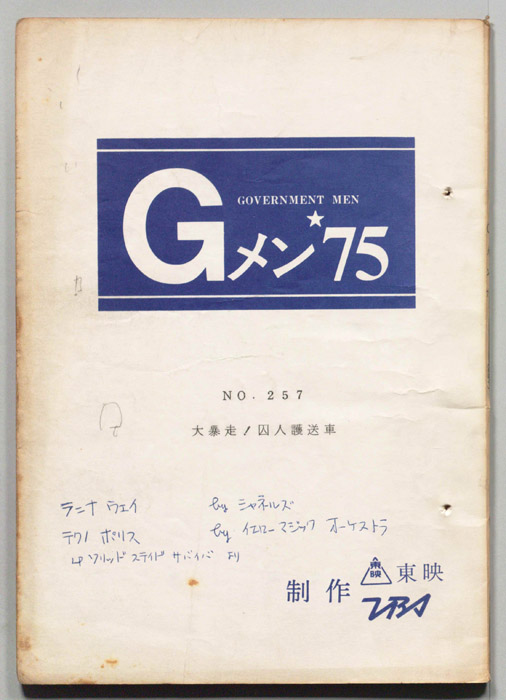 GOVERNMENT MEN
Gメン★75
NO. 257
大暴走!囚人護送車
ラニナウェイ by シャネルズ
テクノ ポリス by イエローマジック オーケストラ
LP ソリッド ステイト サバイバ より
制作 東映 東映
TBS